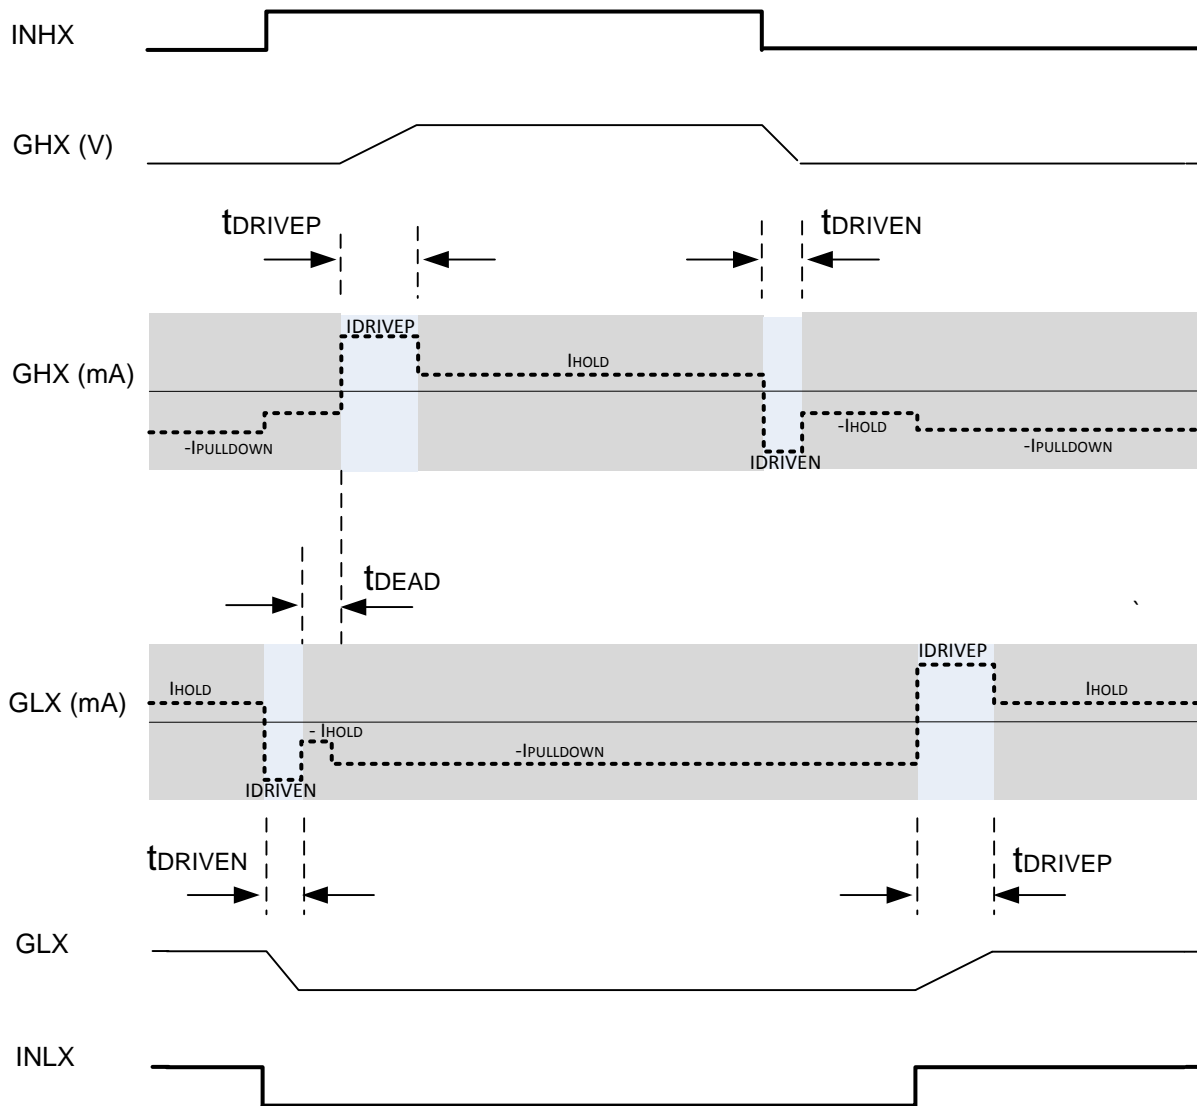 INHX
GHX (V)
tDRIVEP
tDRIVEN
IDRIVEP
GHX (mA)
IHOLD
-IPULLDOWN
-IHOLD
-IPULLDOWN
IDRIVEN
tDEAD
`
IDRIVEP
GLX (mA)
IHOLD
IHOLD
- IHOLD
-IPULLDOWN
IDRIVEN
tDRIVEN
tDRIVEP
GLX
INLX